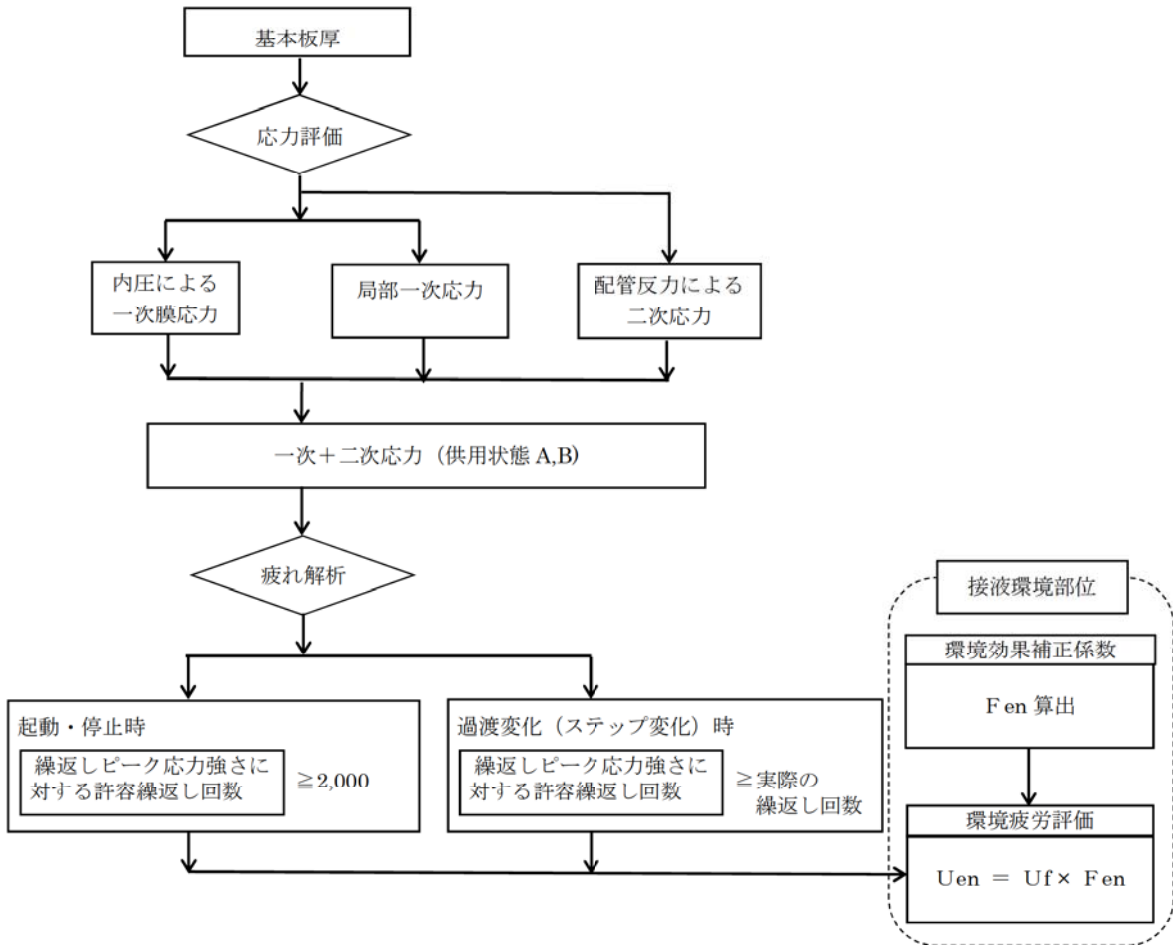 基本板厚
応力評価
内圧による
一次膜応力
局部一次応力
配管反力による
二次応力
一次＋二次応力（供用状態 A,B)
疲れ解析
起動・停止時
繰返しピーク応力強さに
対する許容繰返し回数
≧2,000
過渡変化（ステップ変化）時
繰返しピーク応力強さに
対する許容繰返し回数
≧実際の
繰返し回数
接液環境部位
環境効果補正係数
Fen 算出
環境疲労評価
Uen ＝ Uf× Fen